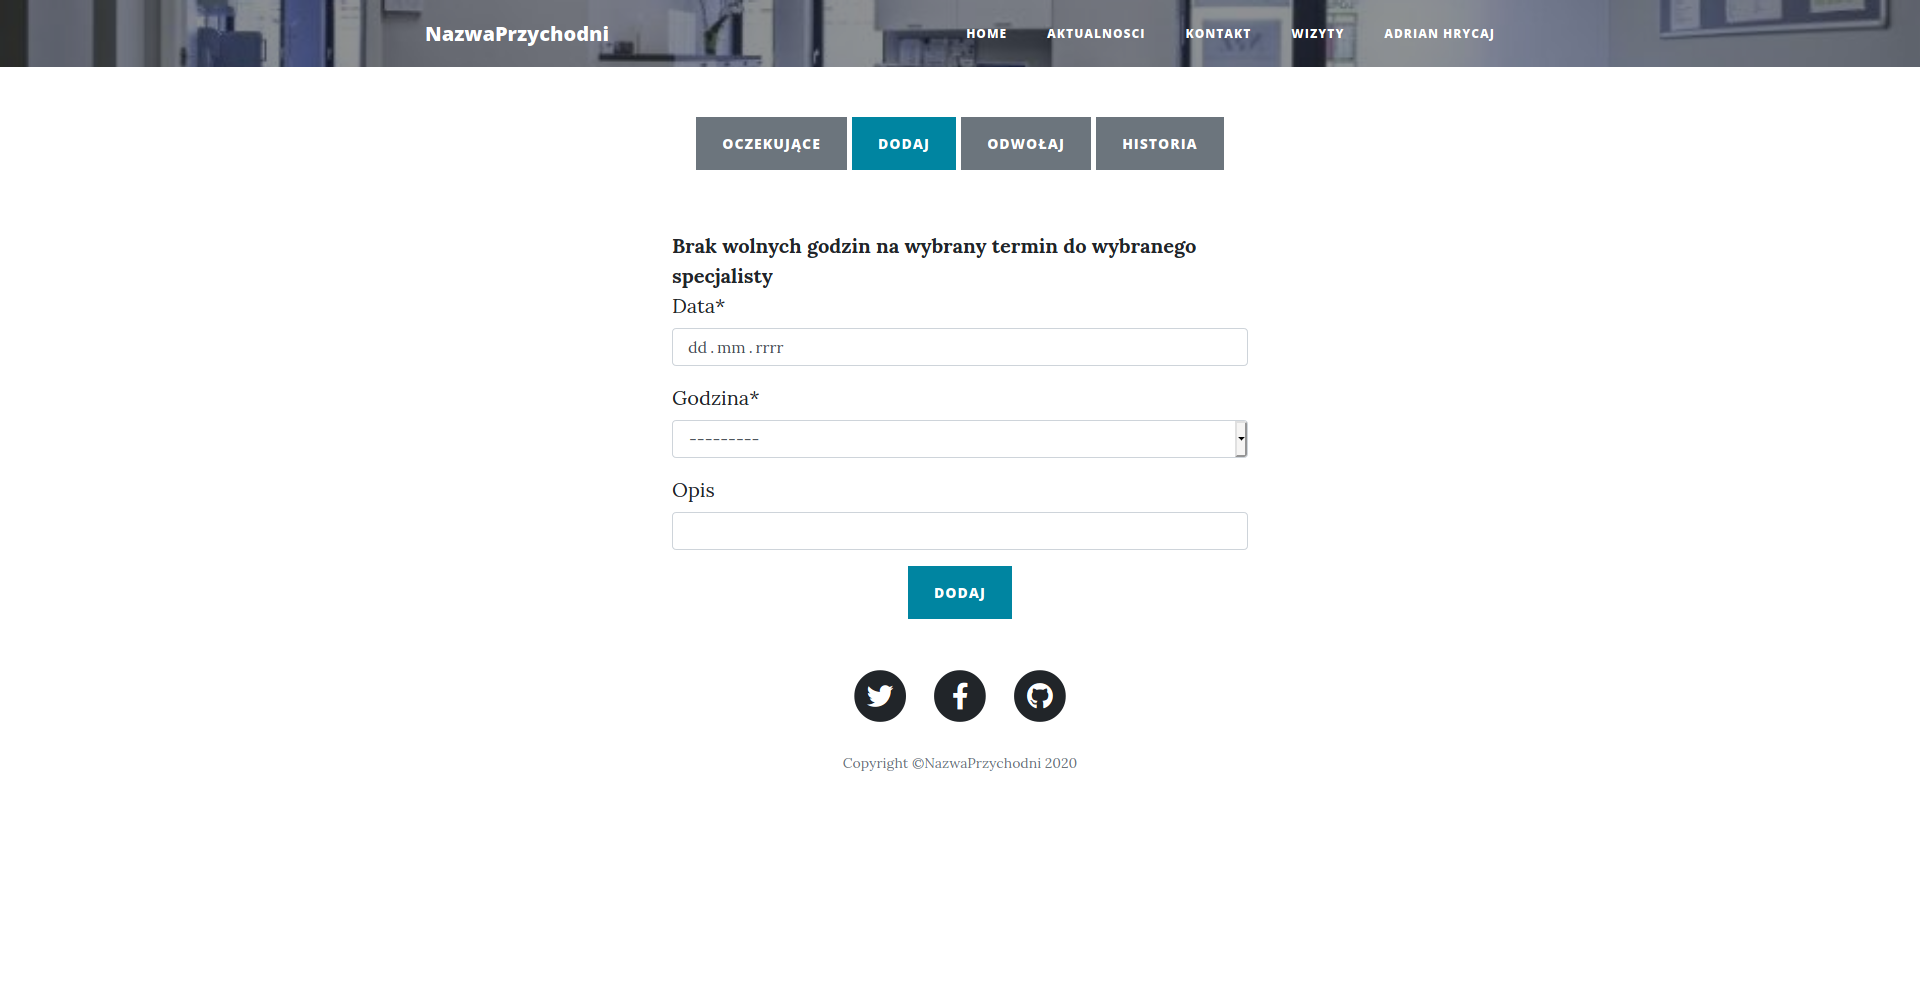 NazwaPrzychodni
HOME AKTUALNOSCI KONTAKT WIZYTY ADRIAN HRYCAJ
OCZEKUJĄCE DODAJ ODWOŁAJ HISTORIA
Brak wolnych godzin na wybrany termin do wybranego
specjalisty
Data*
dd.mm.rrrr
Godzina*
---------
Opis
DODAJ
Copyright ©NazwaPrzychodni 2020